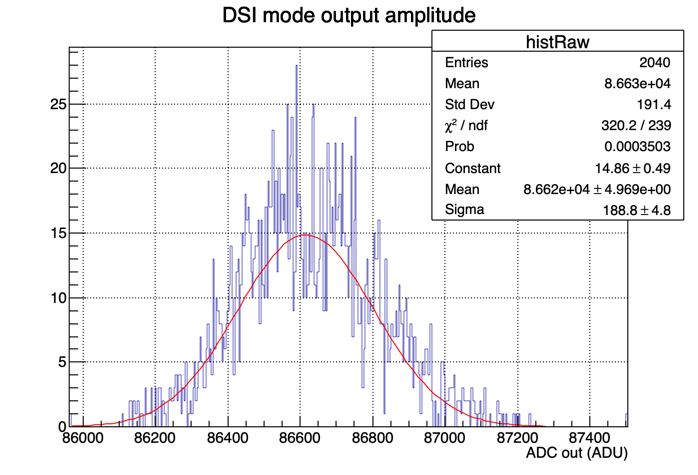 DSI mode output amplitude
histRaw
Entries 2040
Mean 8.663e+04
Std Dev 191.4
χ² / ndf 320.2 / 239
Prob 0.0003503
Constant 14.86 ± 0.49
Mean 8.662e+04 ± 4.969e+00
Sigma 188.8 ± 4.8
25
20
15
10
5
0
86000 86200 86400 86600 86800 87000 87200 87400
ADC out (ADU)